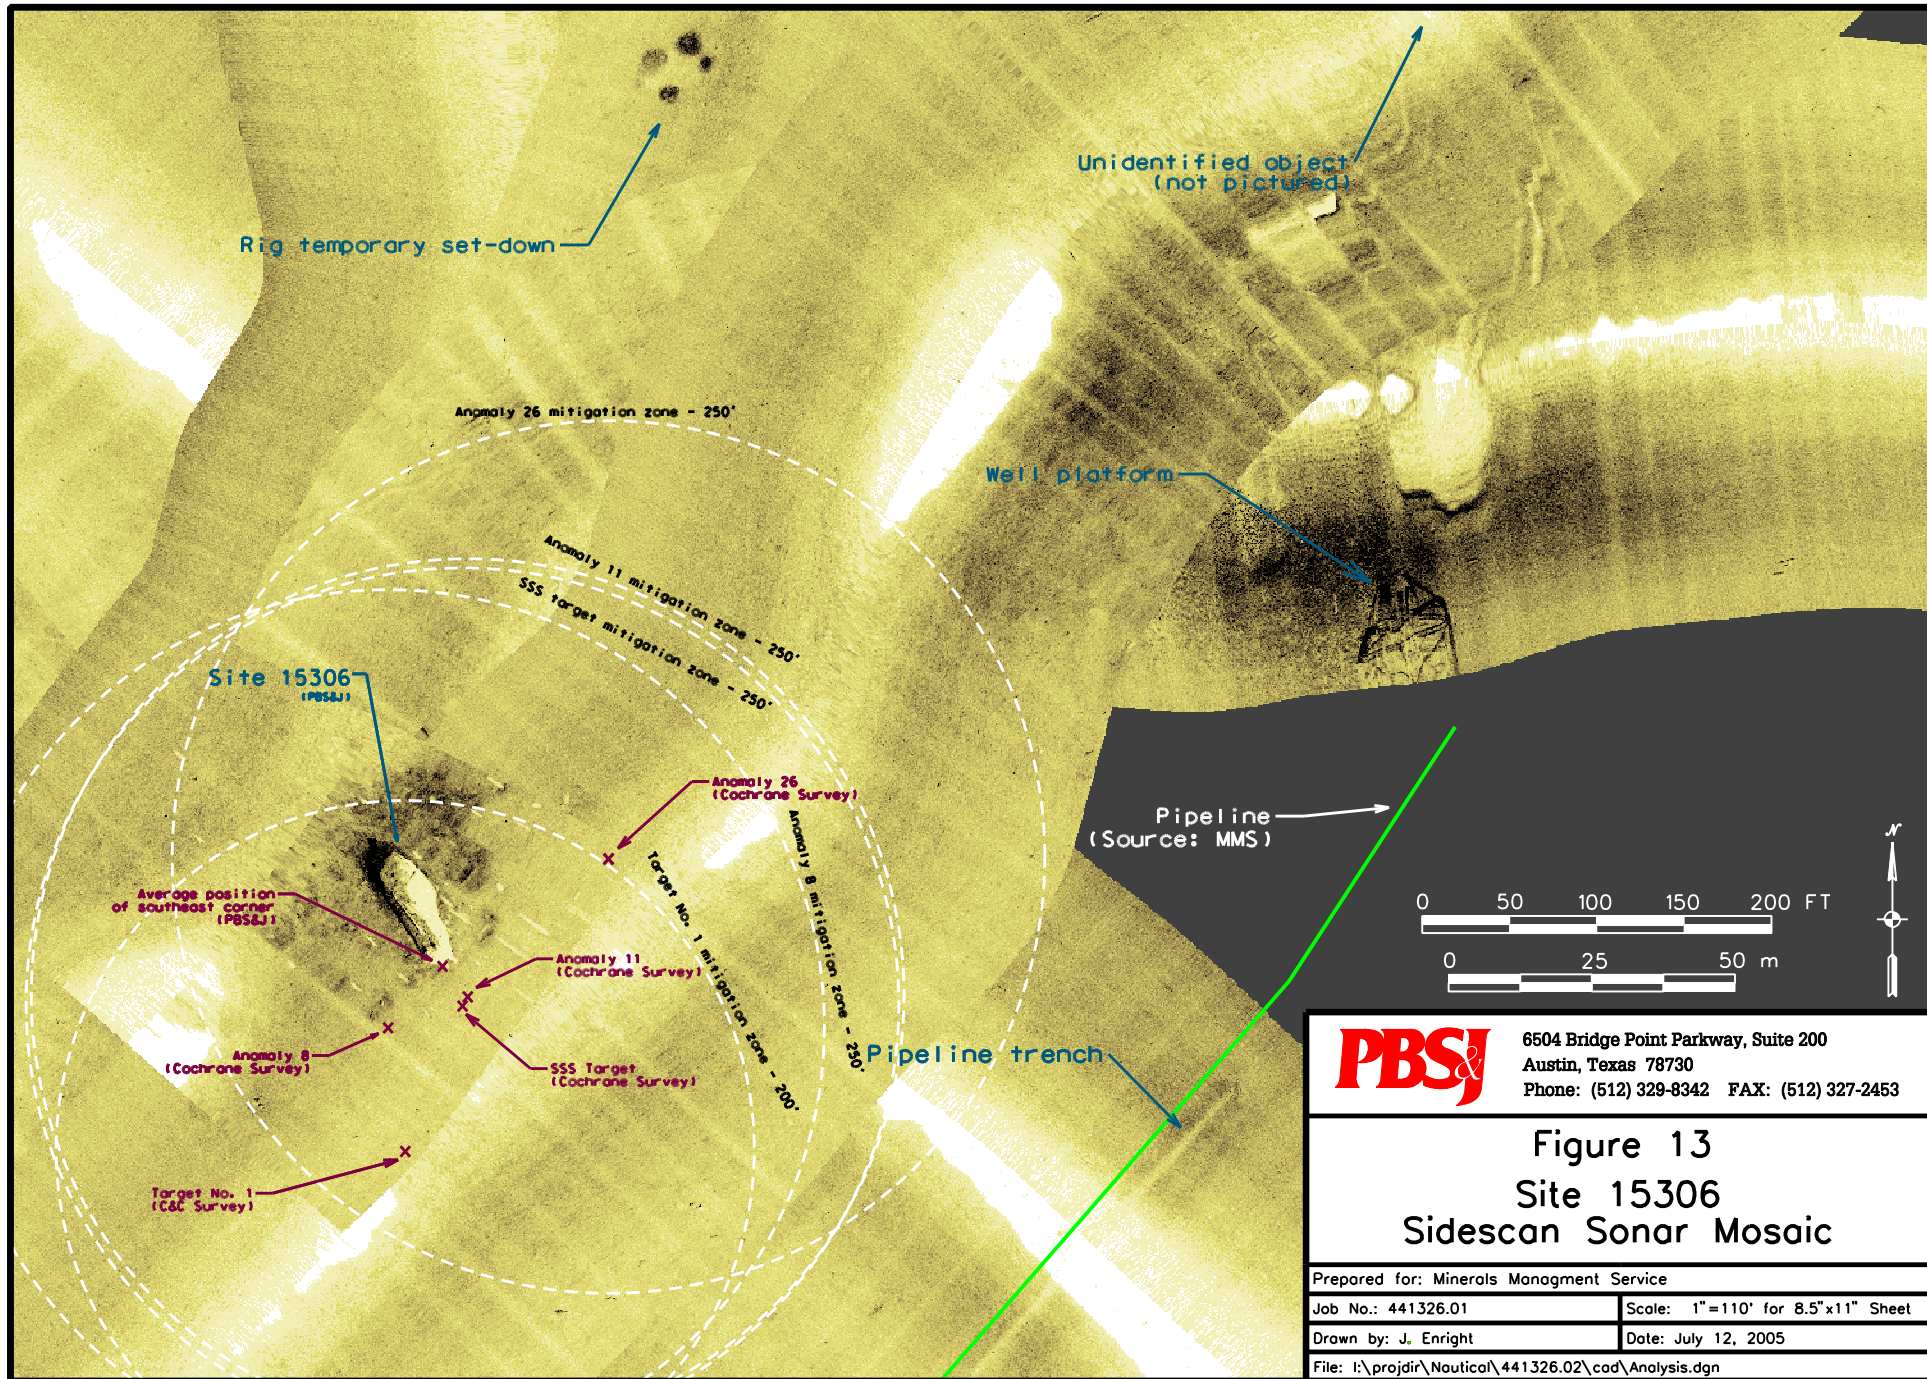 Unidentified object
(not pictured)
Rig temporary set-down
Anomaly 26 mitigation zone - 250'
Well platform
Anomaly 11 mitigation zone - 250'
SSS target mitigation zone - 250'
Site 15306
(PBS&J)
Anomaly 26
(Cochrane Survey)
Anomaly 8 mitigation zone - 250'
Target No. 1 mitigation zone - 200'
Pipeline
(Source: MMS)
N
Average position
of southeast corner
(PBS&J)
0 50 100 150 200 FT
0 25 50 m
Anomaly 11
(Cochrane Survey)
Anomaly 8
(Cochrane Survey)
SSS Target
(Cochrane Survey)
Pipeline trench
Target No. 1
(C&C Survey)
PBS&J
6504 Bridge Point Parkway, Suite 200
Austin, Texas 78730
Phone: (512) 329-8342 FAX: (512) 327-2453
Figure 13
Site 15306
Sidescan Sonar Mosaic
Prepared for: Minerals Managment Service
Job No.: 441326.01
Scale: 1"=110' for 8.5"x11" Sheet
Drawn by: J. Enright
Date: July 12, 2005
File: I:\projdir\Nautical\441326.02\cad\Analysis.dgn